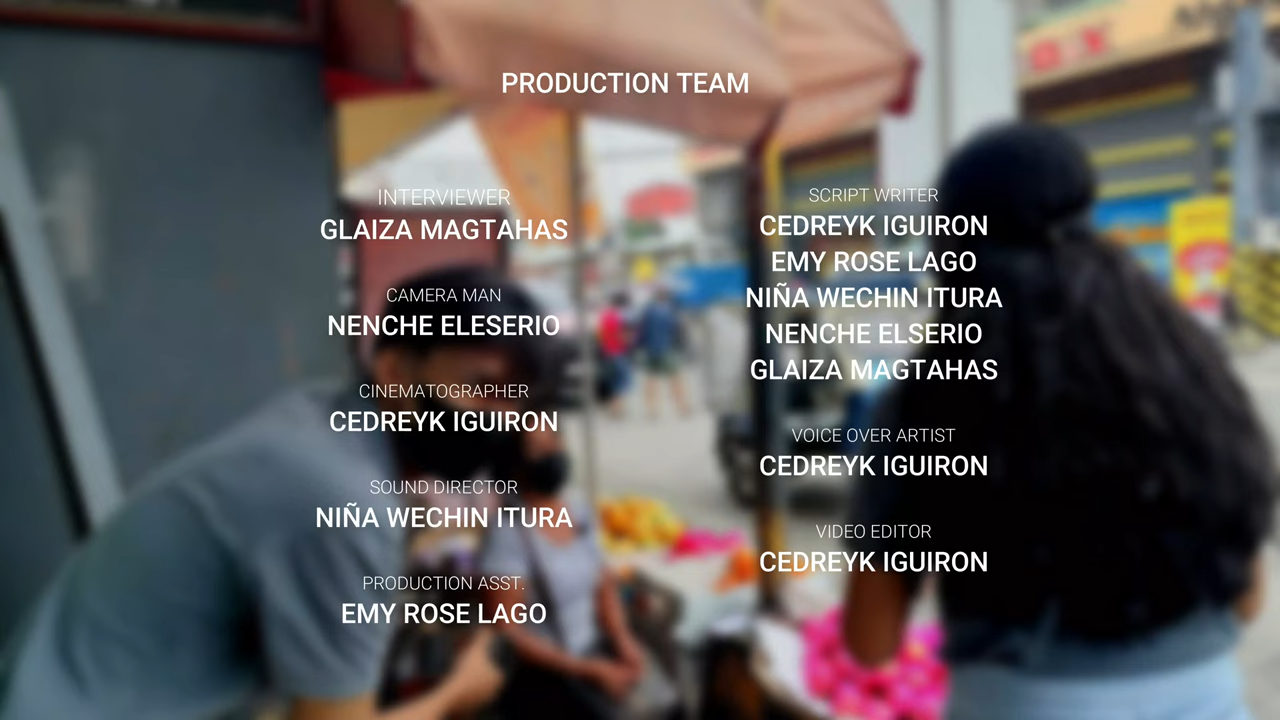 PRODUCTION TEAM
INTERVIEWER
GLAIZA MAGTAHAS
CAMERA MAN
NENCHE ELESERIO
CINEMATOGRAPHER
CEDREYK IGUIRON
SOUND DIRECTOR
NIÑA WECHIN ITURA
PRODUCTION ASST.
EMY ROSE LAGO
SCRIPT WRITER
CEDREYK IGUIRON
EMY ROSE LAGO
NIÑA WECHIN ITURA
NENCHE ELSERIO
GLAIZA MAGTAHAS
VOICE OVER ARTIST
CEDREYK IGUIRON
VIDEO EDITOR
CEDREYK IGUIRON